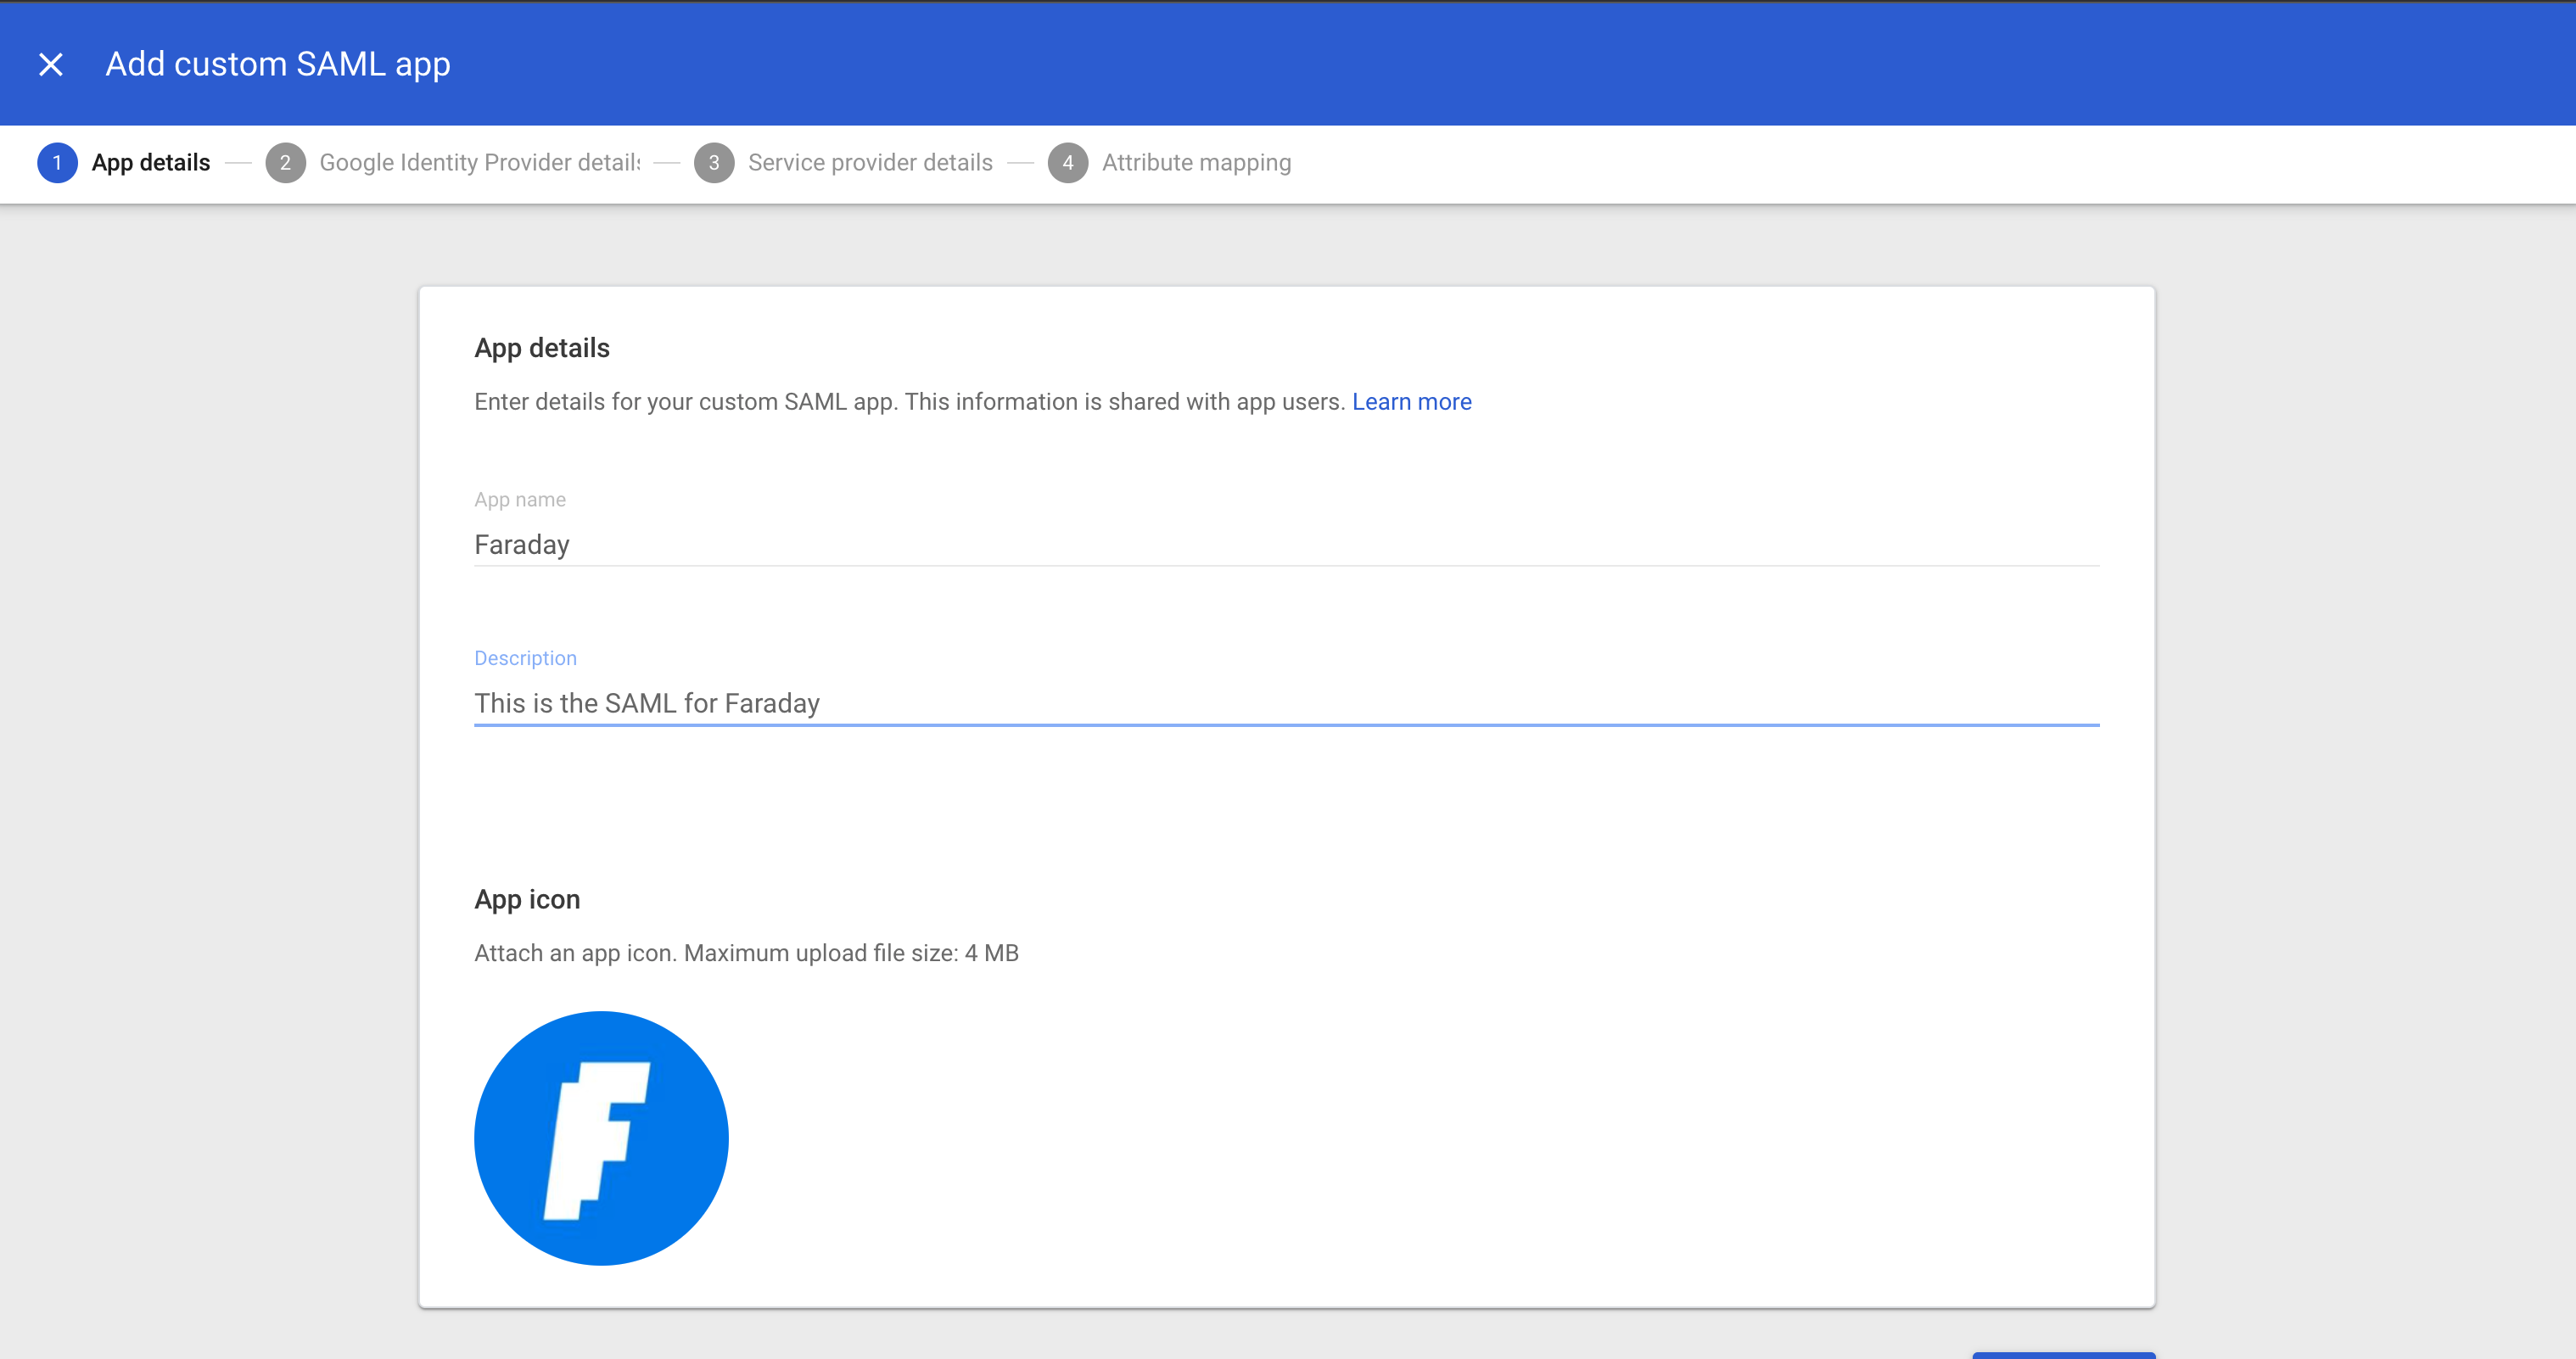 Add custom SAML app
1 App details 2 Google Identity Provider details 3 Service provider details 4 Attribute mapping
App details
Enter details for your custom SAML app. This information is shared with app users. Learn more
App name
Faraday
Description
This is the SAML for Faraday
App icon
Attach an app icon. Maximum upload file size: 4 MB
F